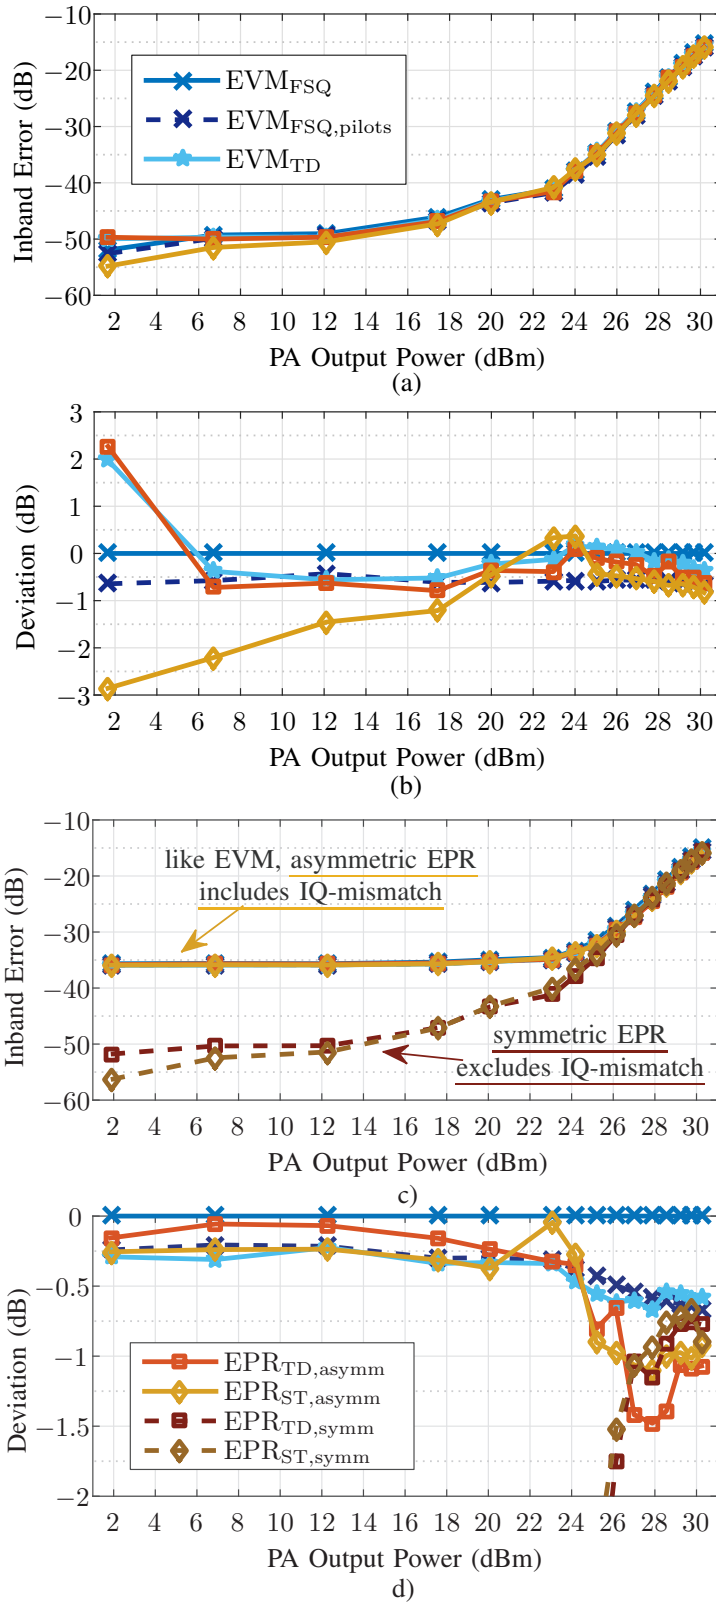 −10
−20
−30
−40
−50
−60
Inband Error (dB)
EVM_FSQ
EVM_FSQ,pilots
EVM_TD
2 4 6 8 10 12 14 16 18 20 22 24 26 28 30
PA Output Power (dBm)
(a)
3
2
1
0
−1
−2
−3
Deviation (dB)
2 4 6 8 10 12 14 16 18 20 22 24 26 28 30
PA Output Power (dBm)
(b)
−10
−20
−30
−40
−50
−60
Inband Error (dB)
like EVM, asymmetric EPR
includes IQ-mismatch
symmetric EPR
excludes IQ-mismatch
2 4 6 8 10 12 14 16 18 20 22 24 26 28 30
PA Output Power (dBm)
c)
0
−0.5
−1
−1.5
−2
Deviation (dB)
EPR_TD,asymm
EPR_ST,asymm
EPR_TD,symm
EPR_ST,symm
2 4 6 8 10 12 14 16 18 20 22 24 26 28 30
PA Output Power (dBm)
d)